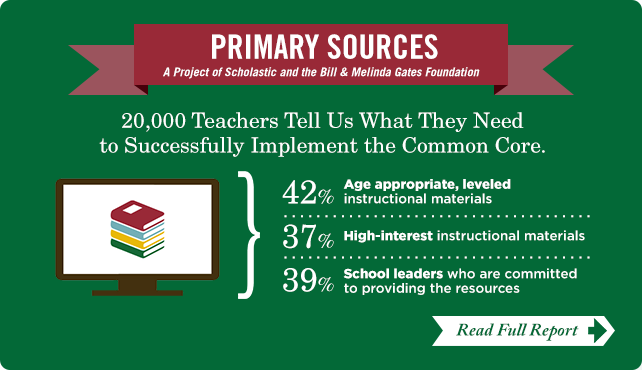 PRIMARY SOURCES
A Project of Scholastic and the Bill & Melinda Gates Foundation
20,000 Teachers Tell Us What They Need
to Successfully Implement the Common Core.
42% Age appropriate, leveled
instructional materials
37% High-interest instructional materials
39% School leaders who are committed
to providing the resources
Read Full Report